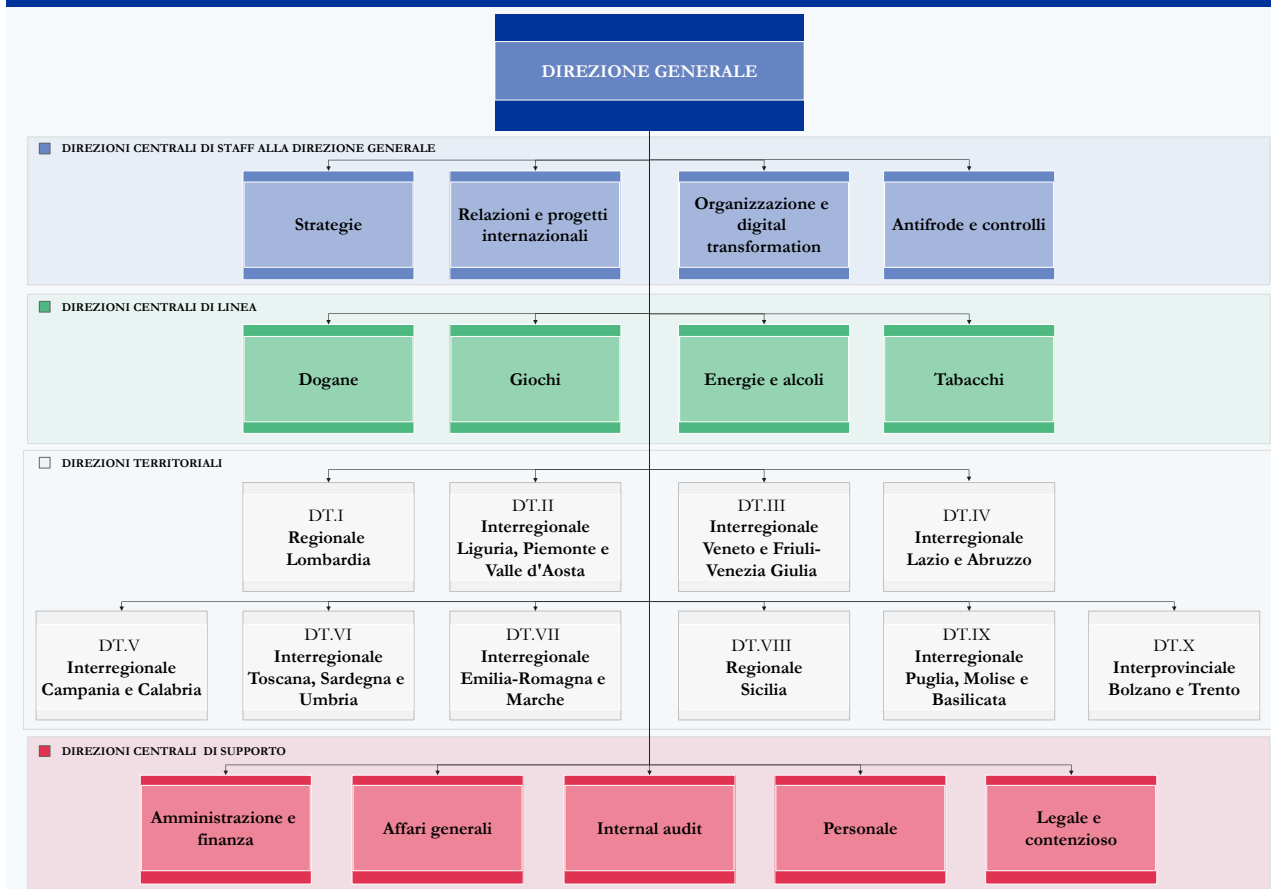 DIREZIONE GENERALE
DIREZIONI CENTRALI DI STAFF ALLA DIREZIONE GENERALE
Strategie
Relazioni e progetti
internazionali
Organizzazione e
digital
transformation
Antifrode e controlli
DIREZIONI CENTRALI DI LINEA
Dogane
Giochi
Energie e alcoli
Tabacchi
DIREZIONI TERRITORIALI
DT.I
Regionale
Lombardia
DT.II
Interregionale
Liguria, Piemonte e
Valle d'Aosta
DT.III
Interregionale
Veneto e Friuli-
Venezia Giulia
DT.IV
Interregionale
Lazio e Abruzzo
DT.V
Interregionale
Campania e Calabria
DT.VI
Interregionale
Toscana, Sardegna e
Umbria
DT.VII
Interregionale
Emilia-Romagna e
Marche
DT.VIII
Regionale
Sicilia
DT.IX
Interregionale
Puglia, Molise e
Basilicata
DT.X
Interprovinciale
Bolzano e Trento
DIREZIONI CENTRALI DI SUPPORTO
Amministrazione e
finanza
Affari generali
Internal audit
Personale
Legale e
contenzioso